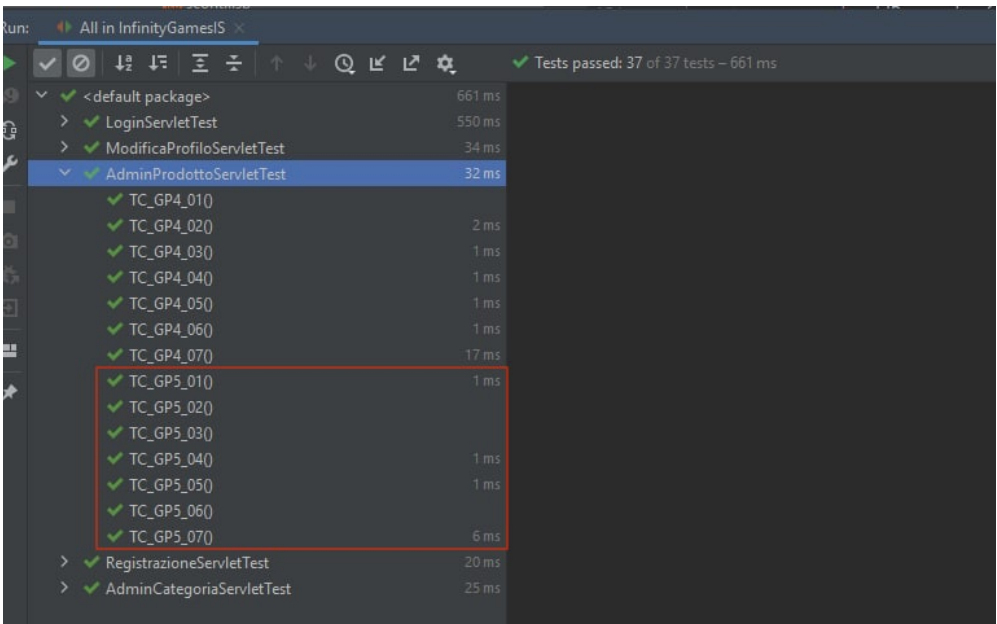 Run: All in InfinityGamesIS
Tests passed: 37 of 37 tests – 661 ms
<default package> 661 ms
LoginServletTest 550 ms
ModificaProfiloServletTest 34 ms
AdminProdottoServletTest 32 ms
TC_GP4_01()
TC_GP4_02() 2 ms
TC_GP4_03() 1 ms
TC_GP4_04() 1 ms
TC_GP4_05() 1 ms
TC_GP4_06() 1 ms
TC_GP4_07() 17 ms
TC_GP5_01() 1 ms
TC_GP5_02()
TC_GP5_03()
TC_GP5_04() 1 ms
TC_GP5_05() 1 ms
TC_GP5_06()
TC_GP5_07() 6 ms
RegistrazioneServletTest 20 ms
AdminCategoriaServletTest 25 ms